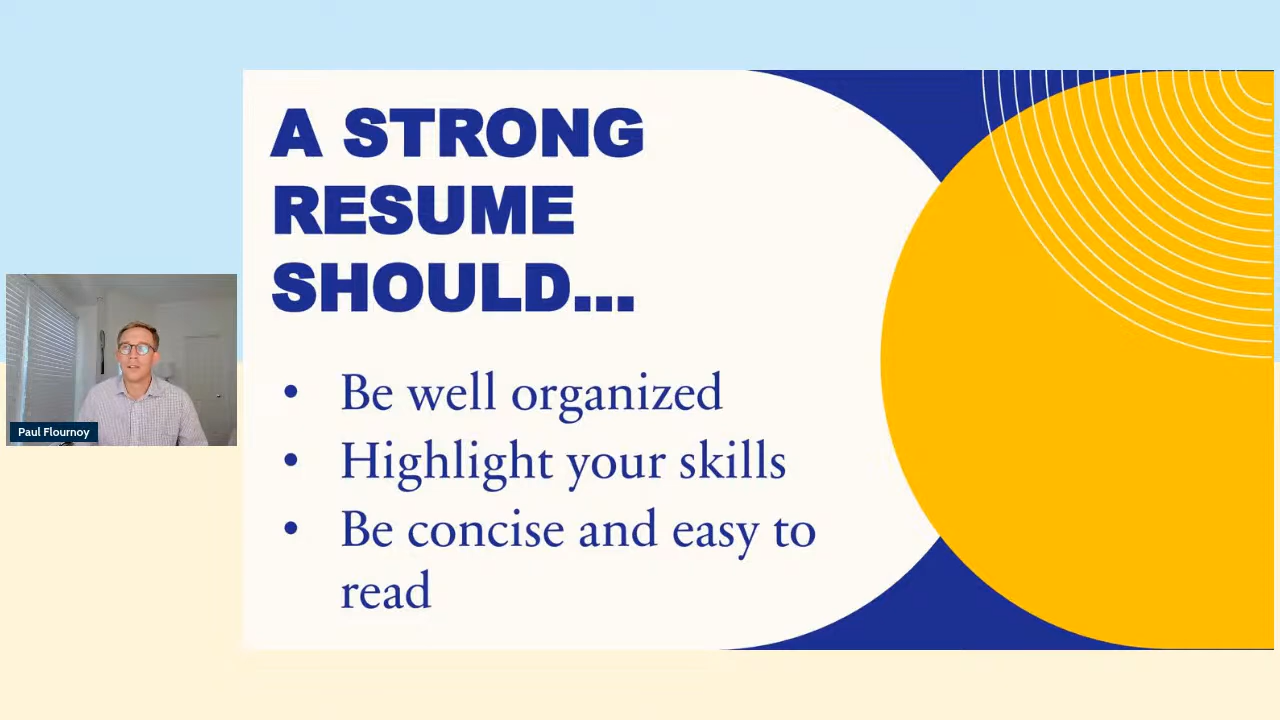 A STRONG
RESUME
SHOULD...
• Be well organized
• Highlight your skills
• Be concise and easy to
read
Paul Flournoy